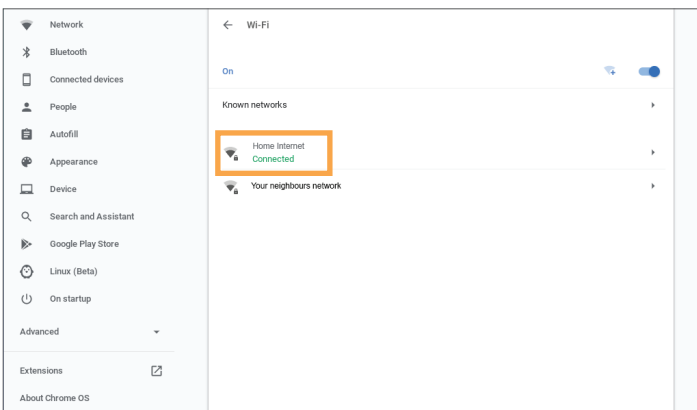 Network
Bluetooth
Connected devices
People
Autofill
Appearance
Device
Search and Assistant
Google Play Store
Linux (Beta)
On startup
Advanced
Extensions
About Chrome OS
Wi-Fi
On
Known networks
Home Internet
Connected
Your neighbours network